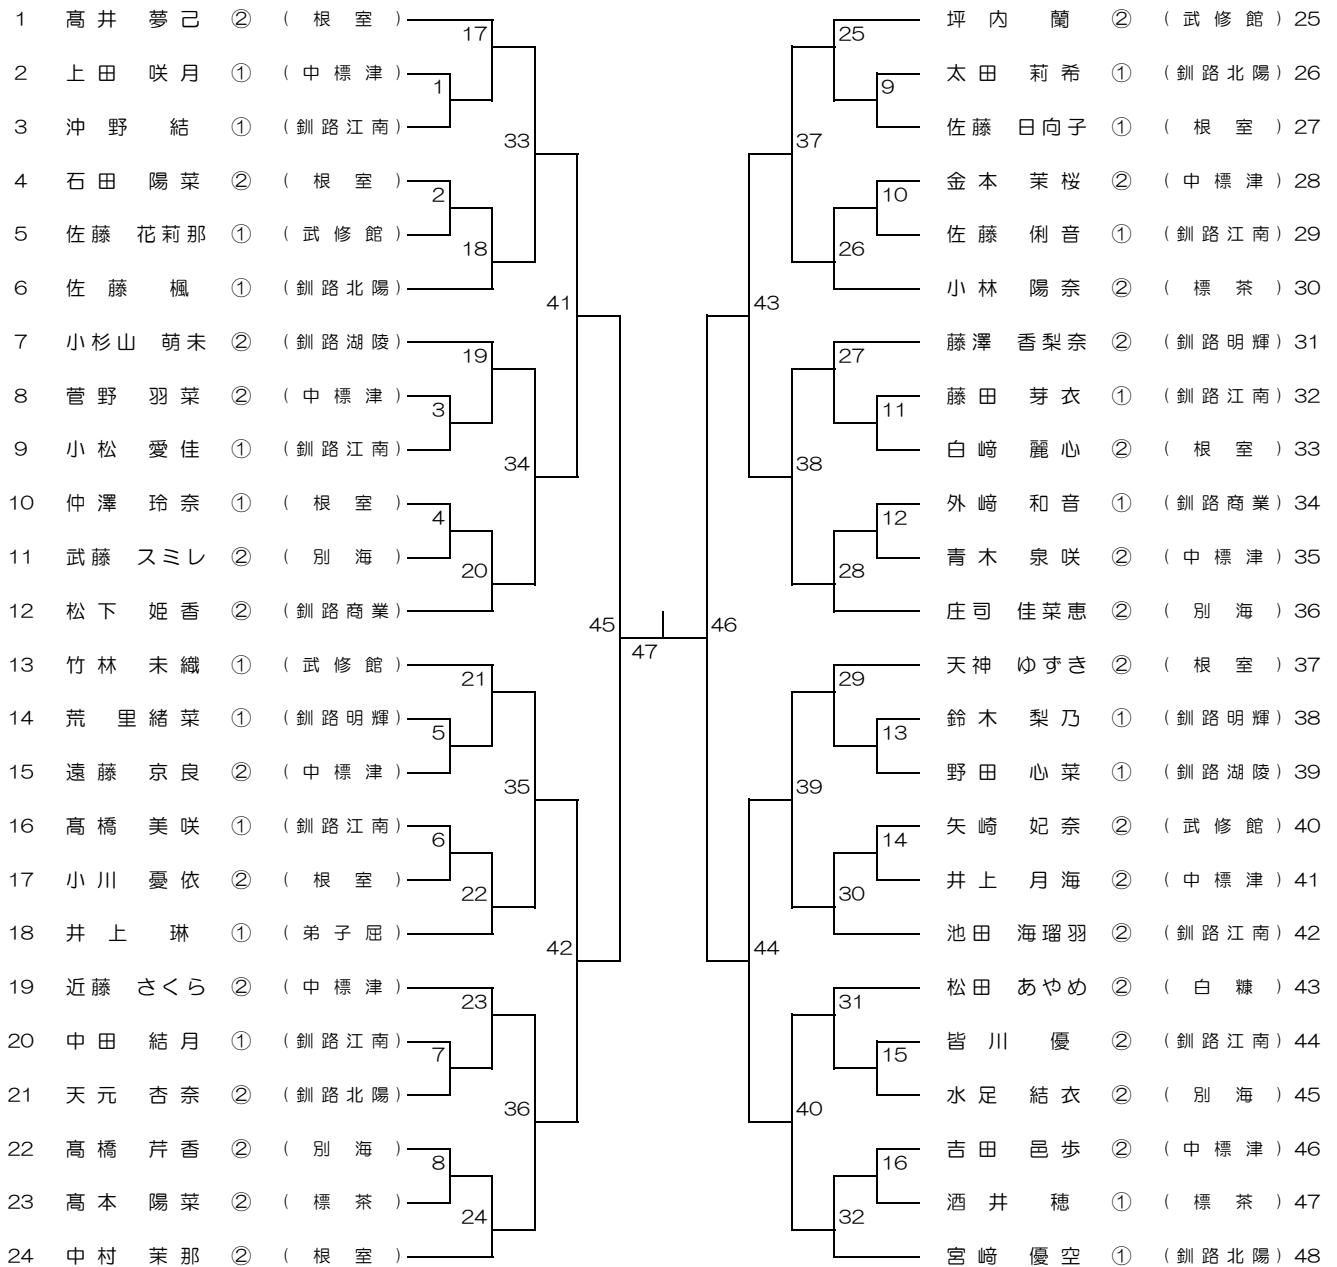 1 髙井 夢己 ② （ 根 室 ） 坪内 蘭 ② （ 武 修 館 ） 25
17 25
2 上田 咲月 ① （ 中 標 津 ） 太田 莉希 ① （釧路北陽） 26
1 9
3 沖野 結 ① （釧路江南） 佐藤 日向子 ① （ 根 室 ） 27
33 37
4 石田 陽菜 ② （ 根 室 ） 金本 茉桜 ② （ 中 標 津 ） 28
2 10
5 佐藤 花莉那 ① （ 武 修 館 ） 佐藤 俐音 ① （釧路江南） 29
18 26
6 佐藤 楓 ① （釧路北陽） 小林 陽奈 ② （ 標 茶 ） 30
41 43
7 小杉山 萌未 ② （釧路湖陵） 藤澤 香梨奈 ② （釧路明輝） 31
19 27
8 菅野 羽菜 ② （ 中 標 津 ） 藤田 芽衣 ① （釧路江南） 32
3 11
9 小松 愛佳 ① （釧路江南） 白﨑 麗心 ② （ 根 室 ） 33
34 38
10 仲澤 玲奈 ① （ 根 室 ） 外﨑 和音 ① （釧路商業） 34
4 12
11 武藤 スミレ ② （ 別 海 ） 青木 泉咲 ② （ 中 標 津 ） 35
20 28
12 松下 姫香 ② （釧路商業） 庄司 佳菜恵 ② （ 別 海 ） 36
45 46
47
13 竹林 未織 ① （ 武 修 館 ） 天神 ゆずき ② （ 根 室 ） 37
21 29
14 荒 里緒菜 ① （釧路明輝） 鈴木 梨乃 ① （釧路明輝） 38
5 13
15 遠藤 京良 ② （ 中 標 津 ） 野田 心菜 ① （釧路湖陵） 39
35 39
16 髙橋 美咲 ① （釧路江南） 矢崎 妃奈 ② （ 武 修 館 ） 40
6 14
17 小川 憂依 ② （ 根 室 ） 井上 月海 ② （ 中 標 津 ） 41
22 30
18 井上 琳 ① （ 弟 子 屈 ） 池田 海瑠羽 ② （釧路江南） 42
42 44
19 近藤 さくら ② （ 中 標 津 ） 松田 あやめ ② （ 白 糠 ） 43
23 31
20 中田 結月 ① （釧路江南） 皆川 優 ② （釧路江南） 44
7 15
21 天元 杏奈 ② （釧路北陽） 水足 結衣 ② （ 別 海 ） 45
36 40
22 髙橋 芹香 ② （ 別 海 ） 吉田 邑歩 ② （ 中 標 津 ） 46
8 16
23 髙本 陽菜 ② （ 標 茶 ） 酒井 穂 ① （ 標 茶 ） 47
24 32
24 中村 茉那 ② （ 根 室 ） 宮﨑 優空 ① （釧路北陽） 48